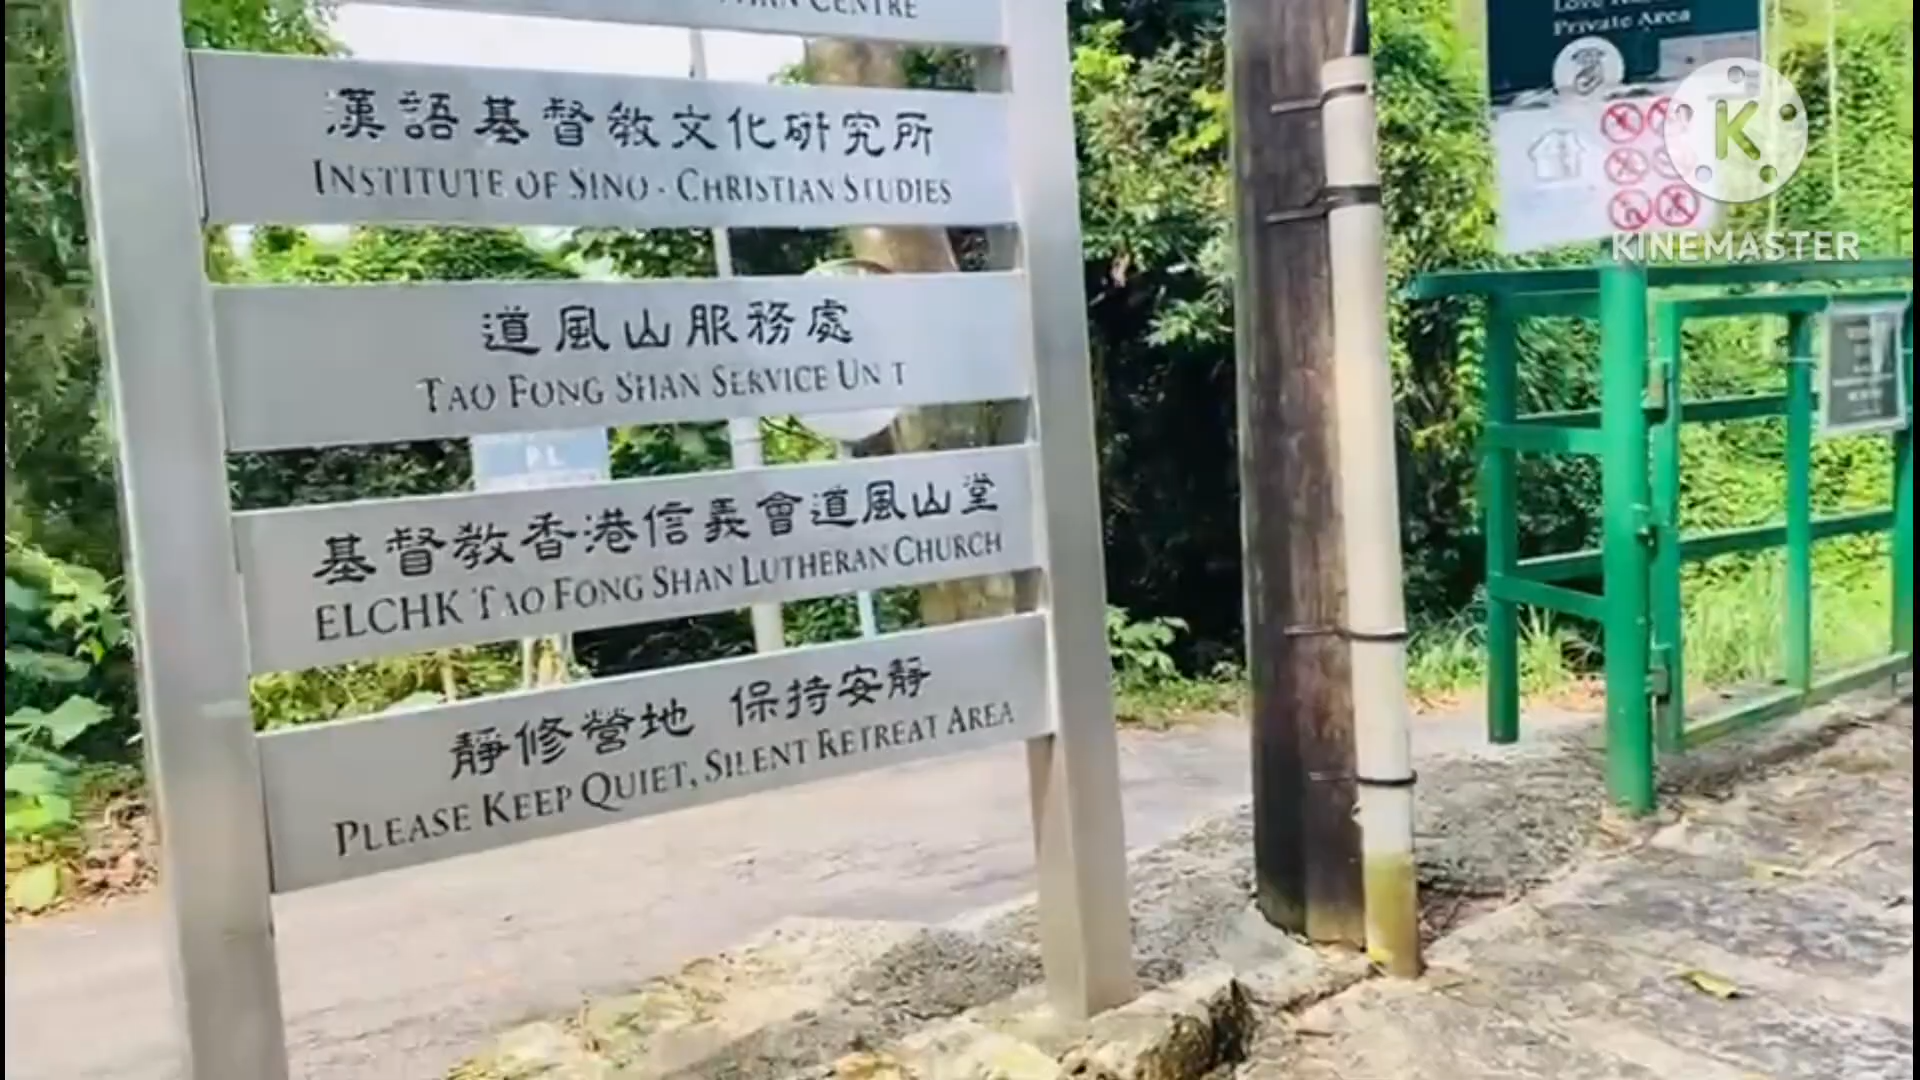 CENTRE
漢語基督教文化研究所
INSTITUTE OF SINO - CHRISTIAN STUDIES
道風山服務處
TAO FONG SHAN SERVICE UN T
基督教香港信義會道風山堂
ELCHK TAO FONG SHAN LUTHERAN CHURCH
靜修營地 保持安靜
PLEASE KEEP QUIET, SILENT RETREAT AREA
Private Area
K
KINEMASTER